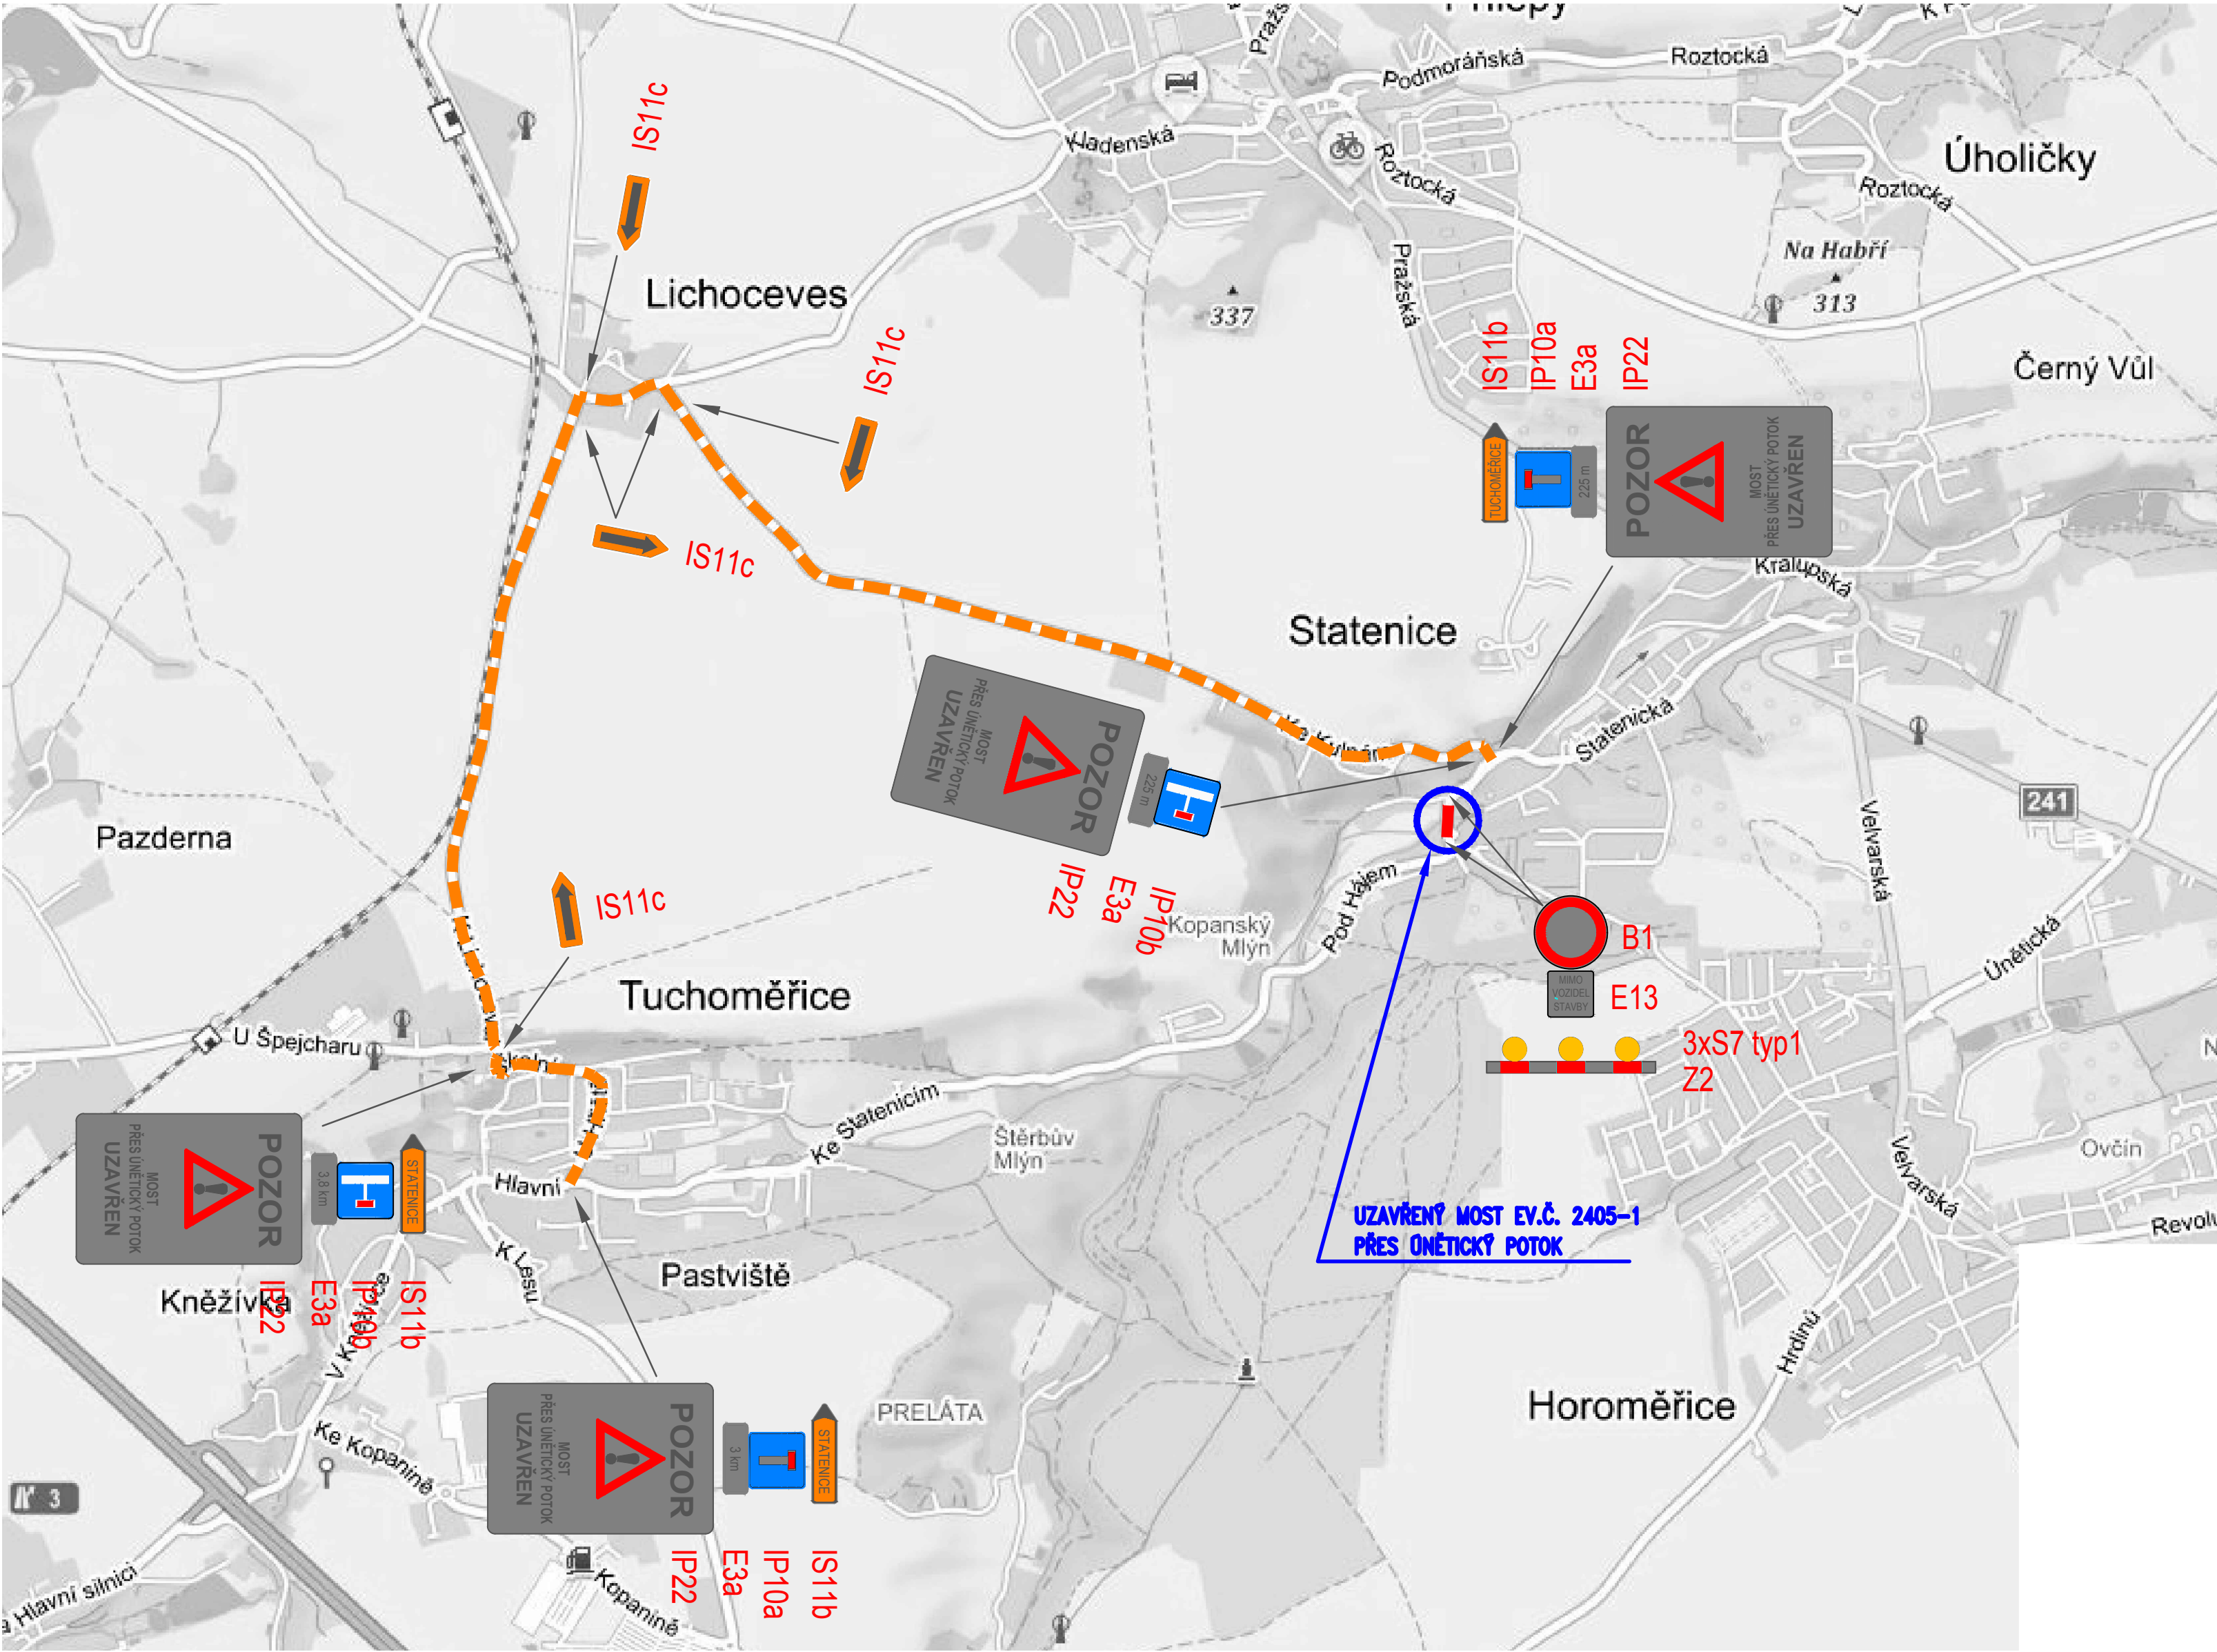 Podmoráňská
Roztocká
Úholičky
Roztocká
IS11c
Hadenská
Roztocká
Na Habří
313
Pražská
Lichoceves
337
IS11c
Černý Vůl
IS11b
IP10a
E3a
IP22
TUCHOMĚŘICE
225 m
POZOR
MOST
PŘES ÚNĚTICKÝ POTOK
UZAVŘEN
IS11c
Kralupská
Statenice
Statenická
POZOR
MOST
PŘES ÚNĚTICKÝ POTOK
UZAVŘEN
225 m
IP22
E3a
IP10b
241
Velvarská
Pazderna
Kopanský
Mlýn
Pod Hájem
Únětická
B1
MIMO
VOZIDEL
STAVBY
E13
3xS7 typ1
Z2
IS11c
Tuchoměřice
U Špejcharu
Ke Statenicím
Štěrbův
Mlýn
Hlavní
POZOR
MOST
PŘES ÚNĚTICKÝ POTOK
UZAVŘEN
3,8 km
STATENICE
IP22
E3a
IP10b
IS11b
Kněžívka
K Lesu
Pastviště
UZAVŘENÝ MOST EV.Č. 2405-1
PŘES ÚNĚTICKÝ POTOK
Ovčín
Velvarská
Hrdinů
Horoměřice
PRELÁTA
POZOR
MOST
PŘES ÚNĚTICKÝ POTOK
UZAVŘEN
3 km
STATENICE
IP22
E3a
IP10a
IS11b
Ke Kopanině
3
Kopanině
Hlavní silnici